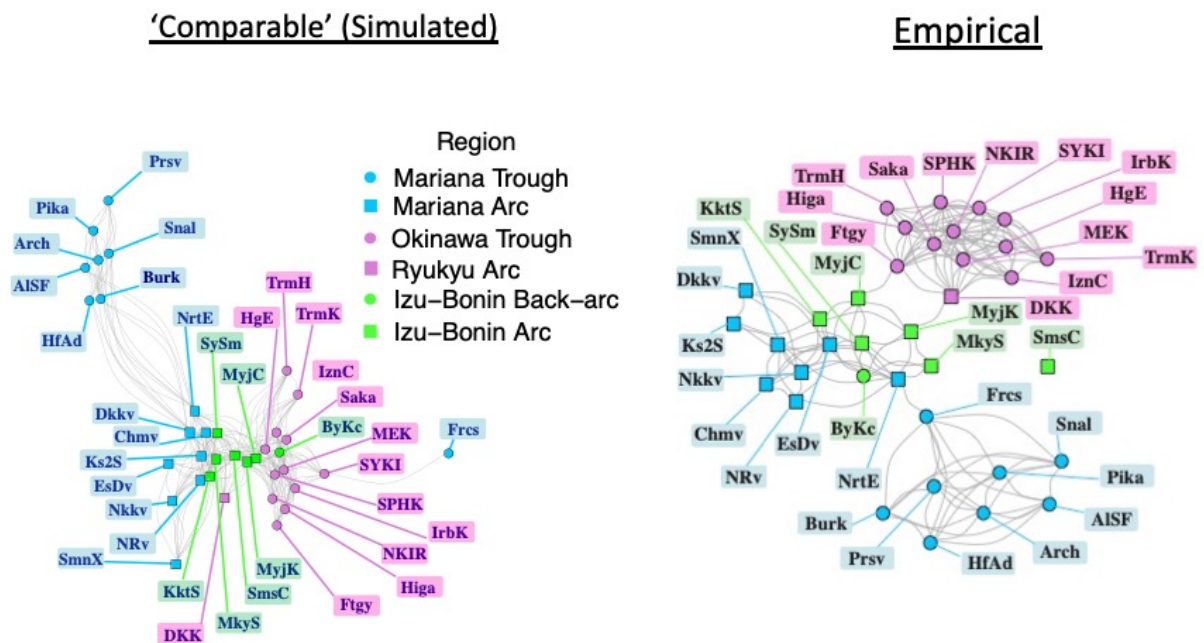 ‘Comparable’ (Simulated)
Empirical
Region
Mariana Trough
Mariana Arc
Okinawa Trough
Ryukyu Arc
Izu-Bonin Back-arc
Izu-Bonin Arc
Prsv
Pika
Snal
Arch
AlSF
Burk
HfAd
NrtE
SySm
MyjC
HgE
TrmH
TrmK
IznC
Saka
ByKc
MEK
Frcs
SYKI
SPHK
IrbK
NKIR
Higa
Ftgy
Dkkv
Chmv
Ks2S
EsDv
Nkkv
NRv
SmnX
KktS
DKK
MkyS
SmsC
MyjK
SYKI
NKIR
SPHK
Saka
IrbK
TrmH
HgE
Higa
KktS
SySm
Ftgy
MEK
SmnX
MyjC
TrmK
Dkkv
IznC
MyjK
DKK
SmsC
Ks2S
MkyS
Nkkv
Frcs
Snal
Chmv
EsDv
ByKc
NRv
NrtE
Pika
Burk
AlSF
Prsv
Arch
HfAd